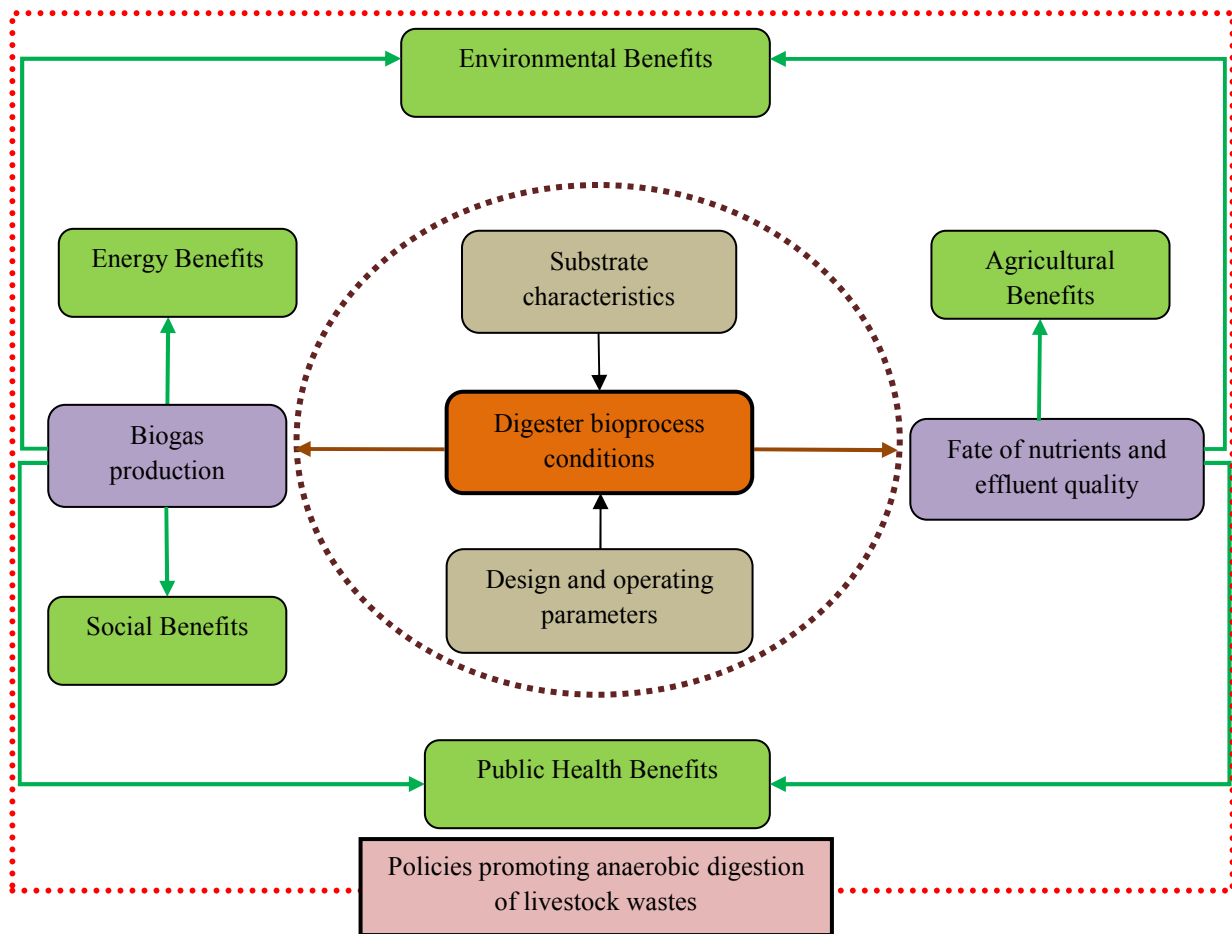 Environmental Benefits
Energy Benefits
Substrate
characteristics
Agricultural
Benefits
Biogas
production
Digester bioprocess
conditions
Fate of nutrients and
effluent quality
Social Benefits
Design and operating
parameters
Public Health Benefits
Policies promoting anaerobic digestion
of livestock wastes